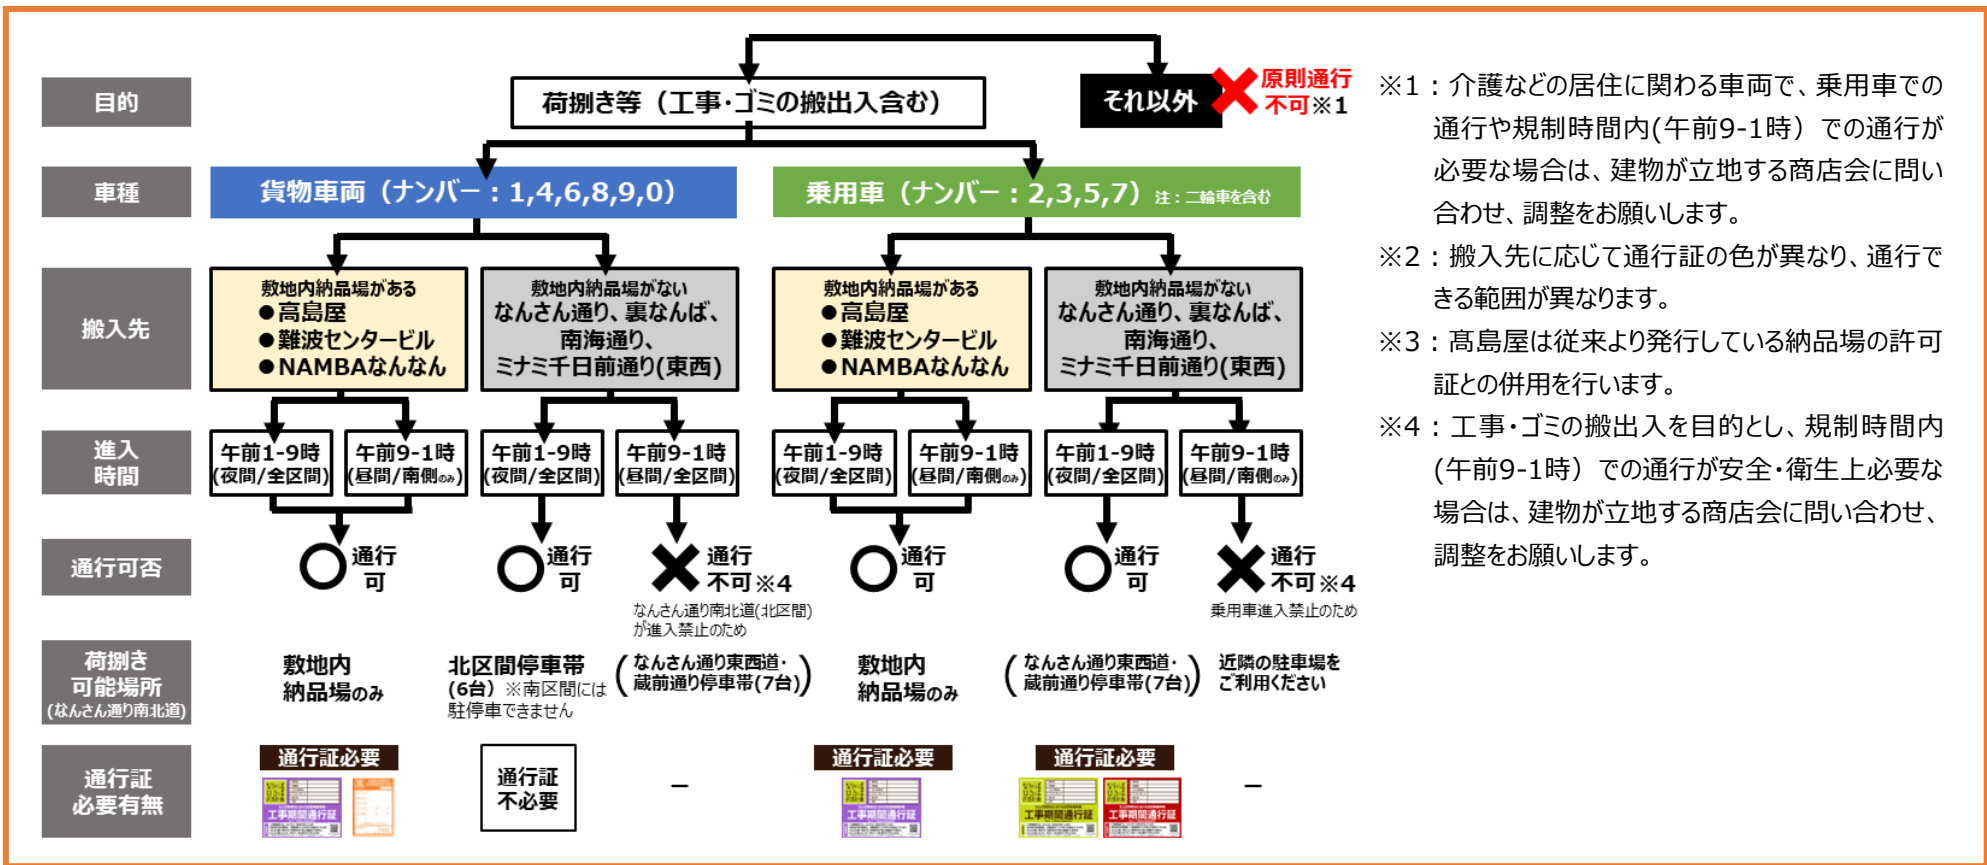 目的
荷捌き等（工事・ゴミの搬出入含む）
それ以外
原則通行
不可※1
車種
貨物車両（ナンバー：1,4,6,8,9,0）
乗用車（ナンバー：2,3,5,7）注：二輪車を含む
搬入先
敷地内納品場がある
●高島屋
●難波センタービル
●NAMBAなんなん
敷地内納品場がない
なんさん通り、裏なんば、
南海通り、
ミナミ千日前通り(東西)
敷地内納品場がある
●高島屋
●難波センタービル
●NAMBAなんなん
敷地内納品場がない
なんさん通り、裏なんば、
南海通り、
ミナミ千日前通り(東西)
進入
時間
午前1-9時
(夜間/全区間)
午前9-1時
(昼間/南側のみ)
午前1-9時
(夜間/全区間)
午前9-1時
(昼間/全区間)
午前1-9時
(夜間/全区間)
午前9-1時
(昼間/南側のみ)
午前1-9時
(夜間/全区間)
午前9-1時
(昼間/南側のみ)
通行可否
通行
可
通行
可
通行
不可※4
なんさん通り南北道(北区間)
が進入禁止のため
通行
可
通行
可
通行
不可※4
乗用車進入禁止のため
荷捌き
可能場所
(なんさん通り南北道)
敷地内
納品場のみ
北区間停車帯
(6台）※南区間には
駐停車できません
(なんさん通り東西道・
蔵前通り停車帯(7台))
敷地内
納品場のみ
(なんさん通り東西道・
蔵前通り停車帯(7台))
近隣の駐車場を
ご利用ください
通行証
必要有無
通行証必要
工事期間通行証
通行証
不必要
－
通行証必要
工事期間通行証
通行証必要
工事期間通行証
工事期間通行証
－
※1：介護などの居住に関わる車両で、乗用車での
通行や規制時間内(午前9-1時）での通行が
必要な場合は、建物が立地する商店会に問い
合わせ、調整をお願いします。
※2：搬入先に応じて通行証の色が異なり、通行で
きる範囲が異なります。
※3：髙島屋は従来より発行している納品場の許可
証との併用を行います。
※4：工事・ゴミの搬出入を目的とし、規制時間内
(午前9-1時）での通行が安全・衛生上必要な
場合は、建物が立地する商店会に問い合わせ、
調整をお願いします。